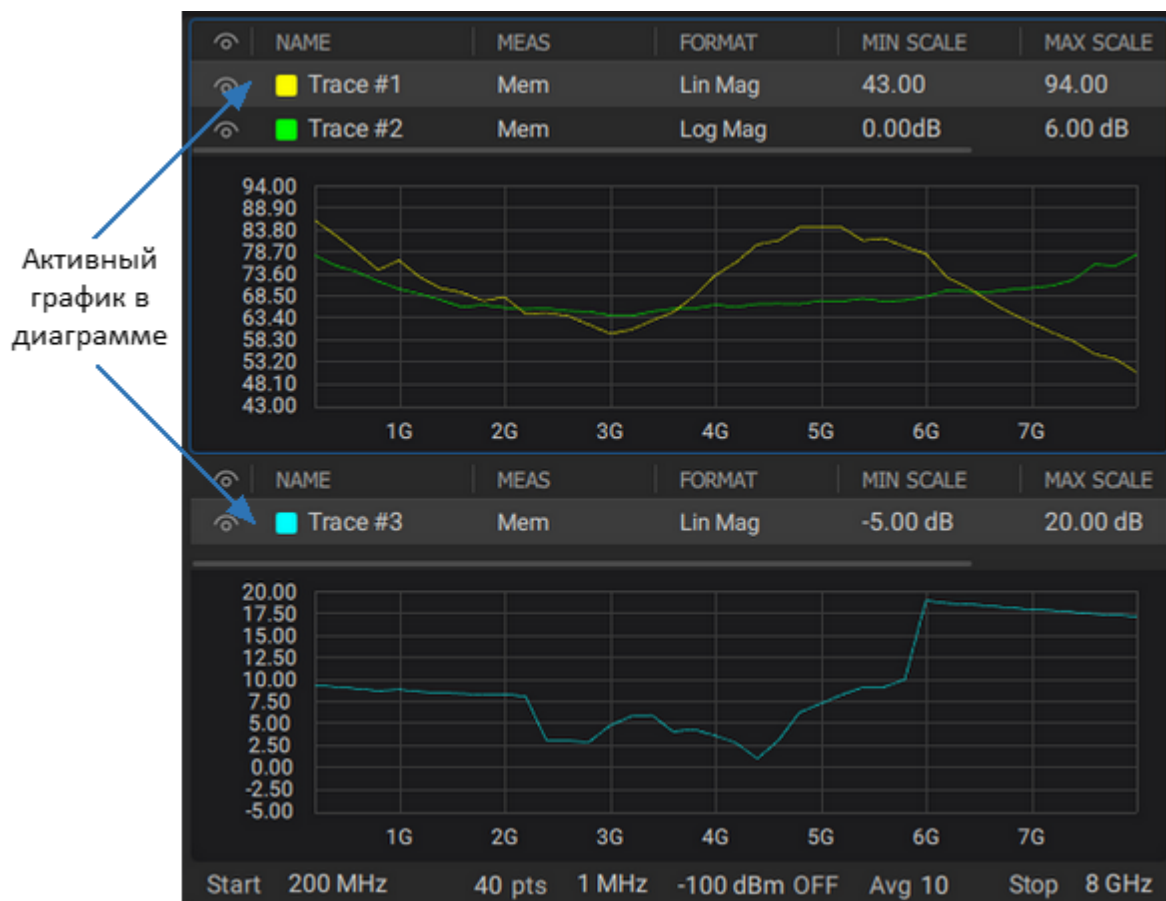 NAME MEAS FORMAT MIN SCALE MAX SCALE
Trace #1 Mem Lin Mag 43.00 94.00
Trace #2 Mem Log Mag 0.00dB 6.00 dB
94.00
88.90
83.80
78.70
73.60
68.50
63.40
58.30
53.20
48.10
43.00
1G 2G 3G 4G 5G 6G 7G
Активный
график в
диаграмме
NAME MEAS FORMAT MIN SCALE MAX SCALE
Trace #3 Mem Lin Mag -5.00 dB 20.00 dB
20.00
17.50
15.00
12.50
10.00
7.50
5.00
2.50
0.00
-2.50
-5.00
1G 2G 3G 4G 5G 6G 7G
Start 200 MHz 40 pts 1 MHz -100 dBm OFF Avg 10 Stop 8 GHz